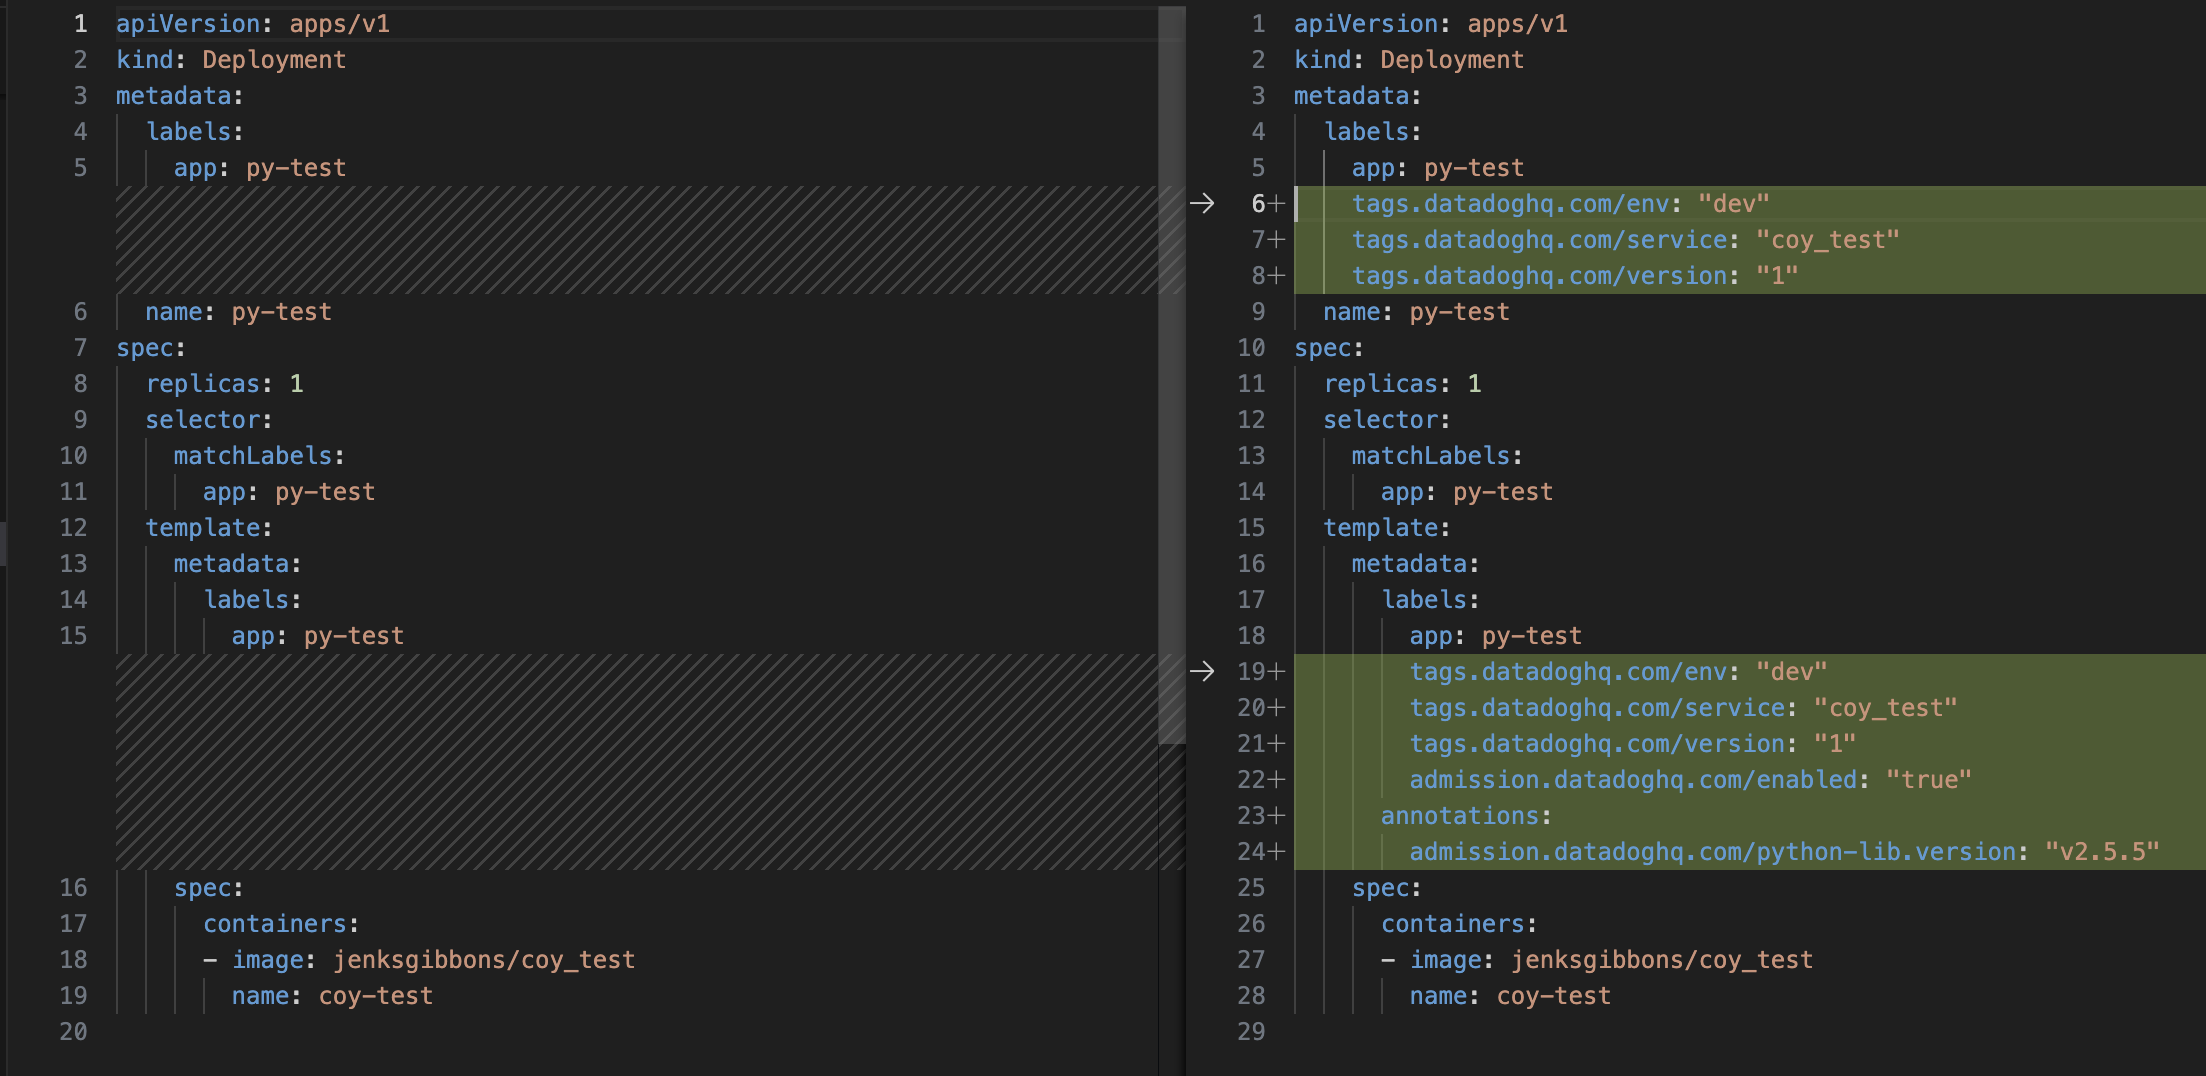 1 apiVersion: apps/v1
2 kind: Deployment
3 metadata:
4   labels:
5     app: py-test
6   name: py-test
7 spec:
8   replicas: 1
9   selector:
10     matchLabels:
11       app: py-test
12   template:
13     metadata:
14       labels:
15         app: py-test
16     spec:
17       containers:
18       - image: jenksgibbons/coy_test
19         name: coy-test
20
1 apiVersion: apps/v1
2 kind: Deployment
3 metadata:
4   labels:
5     app: py-test
→ 6+     tags.datadoghq.com/env: "dev"
7+     tags.datadoghq.com/service: "coy_test"
8+     tags.datadoghq.com/version: "1"
9   name: py-test
10 spec:
11   replicas: 1
12   selector:
13     matchLabels:
14       app: py-test
15   template:
16     metadata:
17       labels:
18         app: py-test
→ 19+         tags.datadoghq.com/env: "dev"
20+         tags.datadoghq.com/service: "coy_test"
21+         tags.datadoghq.com/version: "1"
22+         admission.datadoghq.com/enabled: "true"
23+       annotations:
24+         admission.datadoghq.com/python-lib.version: "v2.5.5"
25     spec:
26       containers:
27       - image: jenksgibbons/coy_test
28         name: coy-test
29